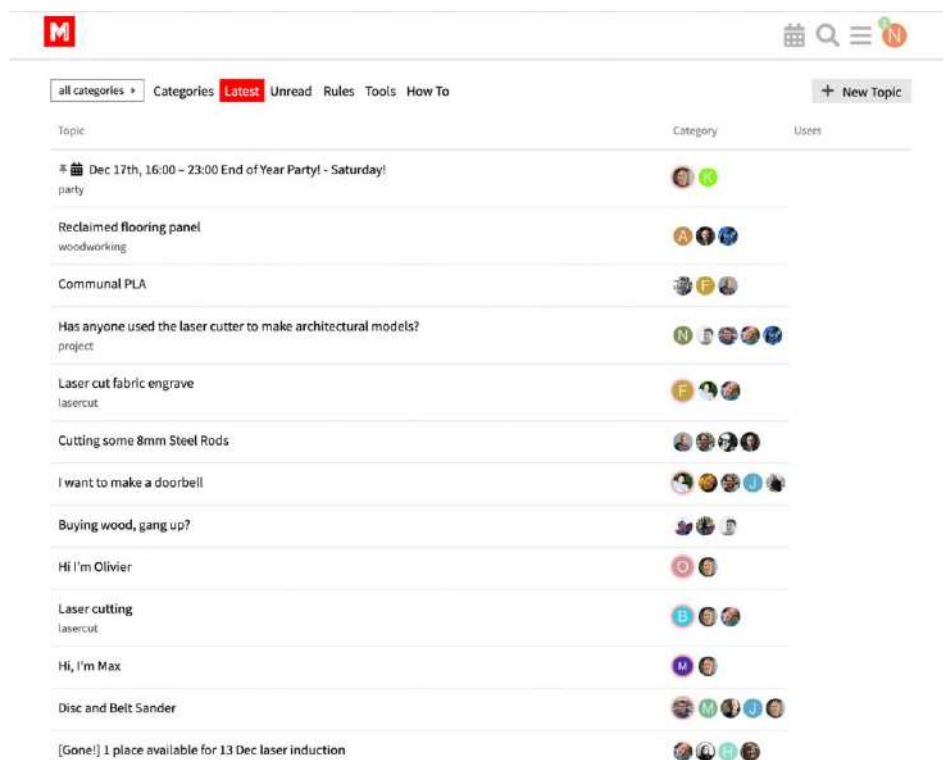 M
1
N
all categories
Categories
Latest
Unread
Rules
Tools
How To
+ New Topic
Topic
Category
Users
Dec 17th, 16:00 – 23:00 End of Year Party! - Saturday!
K
party
Reclaimed flooring panel
A
woodworking
Communal PLA
F
Has anyone used the laser cutter to make architectural models?
N
project
Laser cut fabric engrave
F
lasercut
Cutting some 8mm Steel Rods
I want to make a doorbell
J
Buying wood, gang up?
Hi I'm Olivier
O
Laser cutting
B
lasercut
Hi, I'm Max
M
Disc and Belt Sander
M
J
[Gone!] 1 place available for 13 Dec laser induction
H